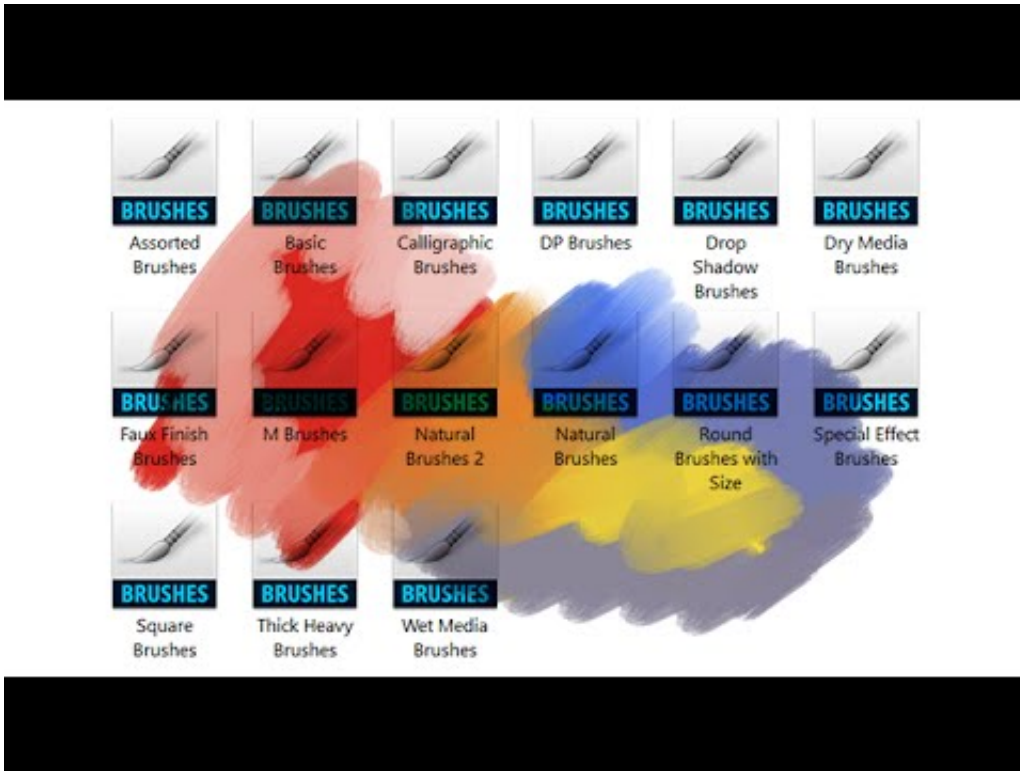 BRUSHES BRUSHES BRUSHES BRUSHES BRUSHES BRUSHES
Assorted
Brushes
Basic
Brushes
Calligraphic
Brushes
DP Brushes
Drop
Shadow
Brushes
Dry Media
Brushes
BRUSHES BRUSHES BRUSHES BRUSHES BRUSHES BRUSHES
Faux Finish
Brushes
M Brushes
Natural
Brushes 2
Natural
Brushes
Round
Brushes with
Size
Special Effect
Brushes
BRUSHES BRUSHES BRUSHES
Square
Brushes
Thick Heavy
Brushes
Wet Media
Brushes